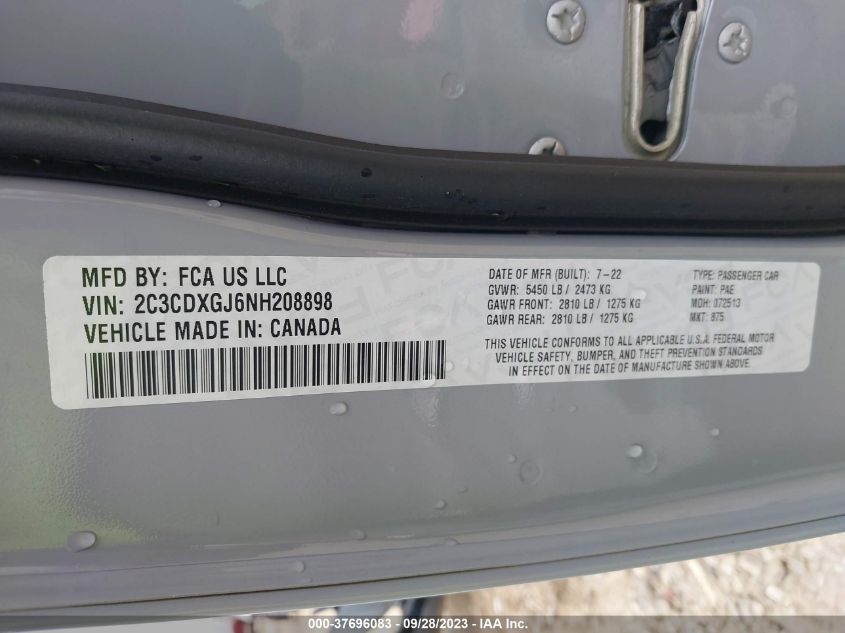 MFD BY: FCA US LLC
VIN: 2C3CDXGJ6NH208898
VEHICLE MADE IN: CANADA
DATE OF MFR (BUILT): 7-22
GVWR: 5450 LB / 2473 KG
GAWR FRONT: 2810 LB / 1275 KG
GAWR REAR: 2810 LB / 1275 KG
TYPE: PASSENGER CAR
PAINT: PAE
MDH: 072513
MKT: 875
THIS VEHICLE CONFORMS TO ALL APPLICABLE U.S.A. FEDERAL MOTOR
VEHICLE SAFETY, BUMPER, AND THEFT PREVENTION STANDARDS
IN EFFECT ON THE DATE OF MANUFACTURE SHOWN ABOVE.
000-37696083 - 09/28/2023 - IAA Inc.